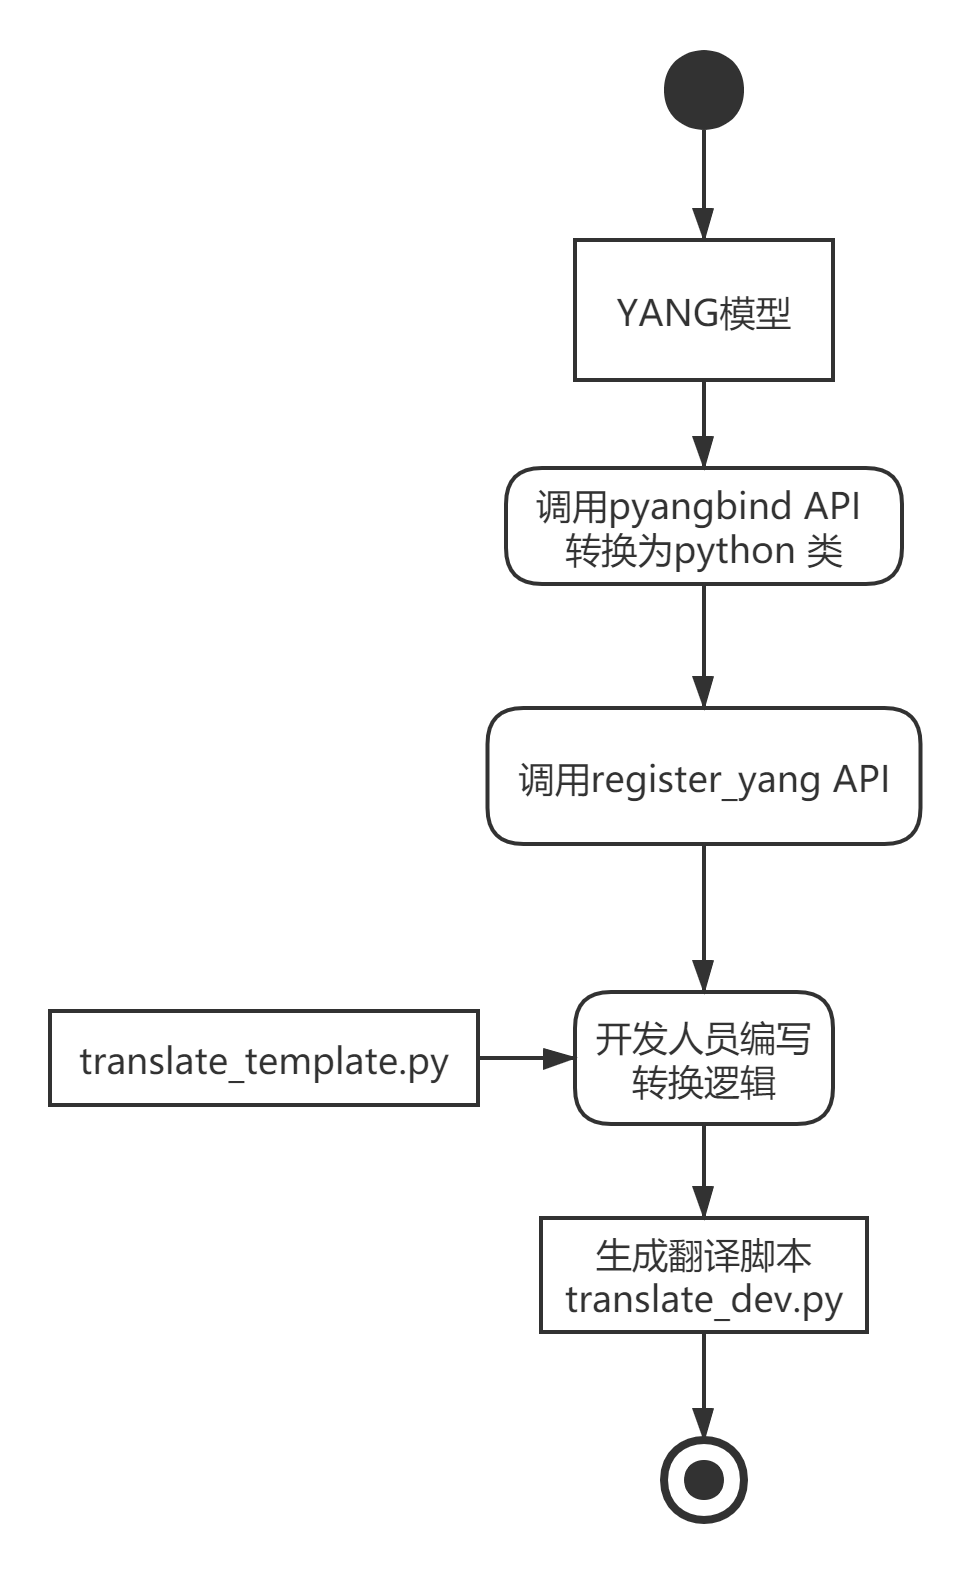 YANG模型
调用pyangbind API
转换为python 类
调用register_yang API
translate_template.py
开发人员编写
转换逻辑
生成翻译脚本
translate_dev.py